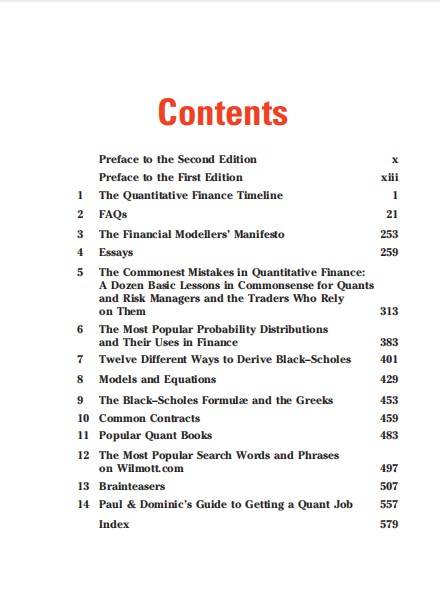 Contents
Preface to the Second Edition x
Preface to the First Edition xiii
1 The Quantitative Finance Timeline 1
2 FAQs 21
3 The Financial Modellers' Manifesto 253
4 Essays 259
5 The Commonest Mistakes in Quantitative Finance:
A Dozen Basic Lessons in Commonsense for Quants
and Risk Managers and the Traders Who Rely
on Them 313
6 The Most Popular Probability Distributions
and Their Uses in Finance 383
7 Twelve Different Ways to Derive Black–Scholes 401
8 Models and Equations 429
9 The Black–Scholes Formulæ and the Greeks 453
10 Common Contracts 459
11 Popular Quant Books 483
12 The Most Popular Search Words and Phrases
on Wilmott.com 497
13 Brainteasers 507
14 Paul & Dominic's Guide to Getting a Quant Job 557
Index 579